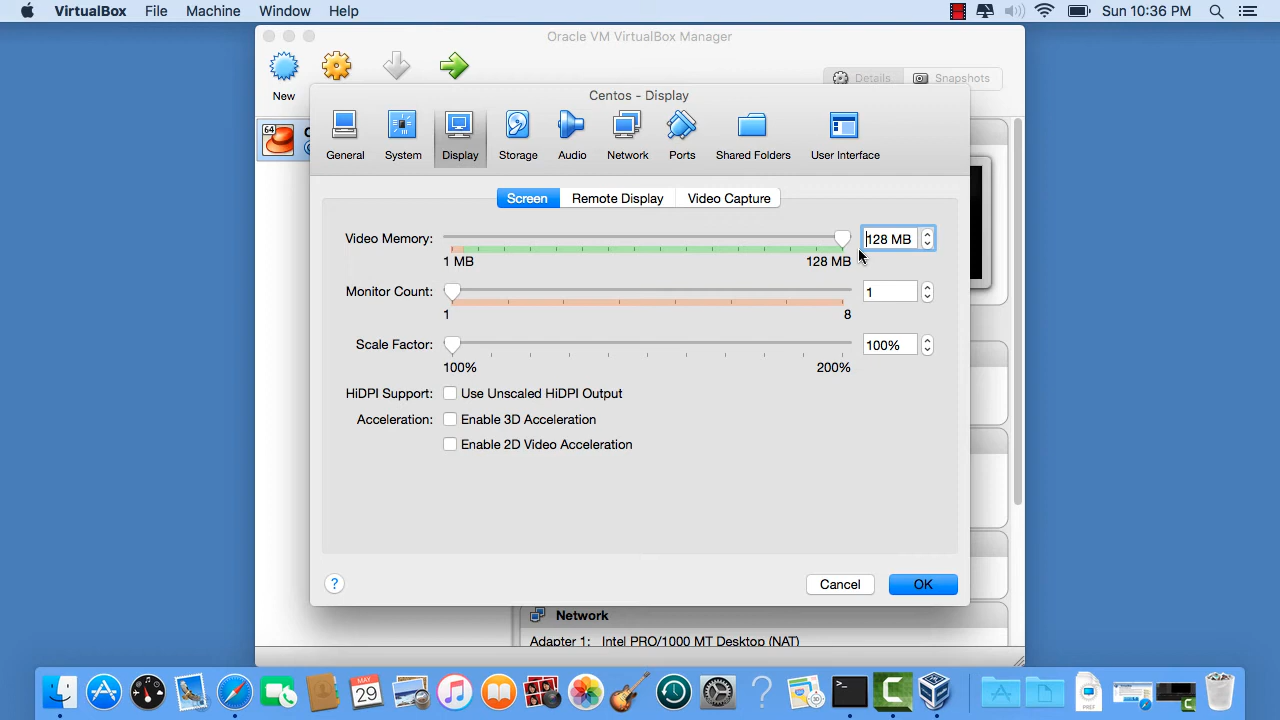 VirtualBox File Machine Window Help Sun 10:36 PM
Oracle VM VirtualBox Manager
New
Details Snapshots
64
Centos - Display
General System Display Storage Audio Network Ports Shared Folders User Interface
Screen Remote Display Video Capture
Video Memory: 128 MB
1 MB 128 MB
Monitor Count: 1
1 8
Scale Factor: 100%
100% 200%
HiDPI Support: Use Unscaled HiDPI Output
Acceleration: Enable 3D Acceleration
Enable 2D Video Acceleration
? Cancel OK
Network
Adapter 1: Intel PRO/1000 MT Desktop (NAT)
MAY
29
PREF